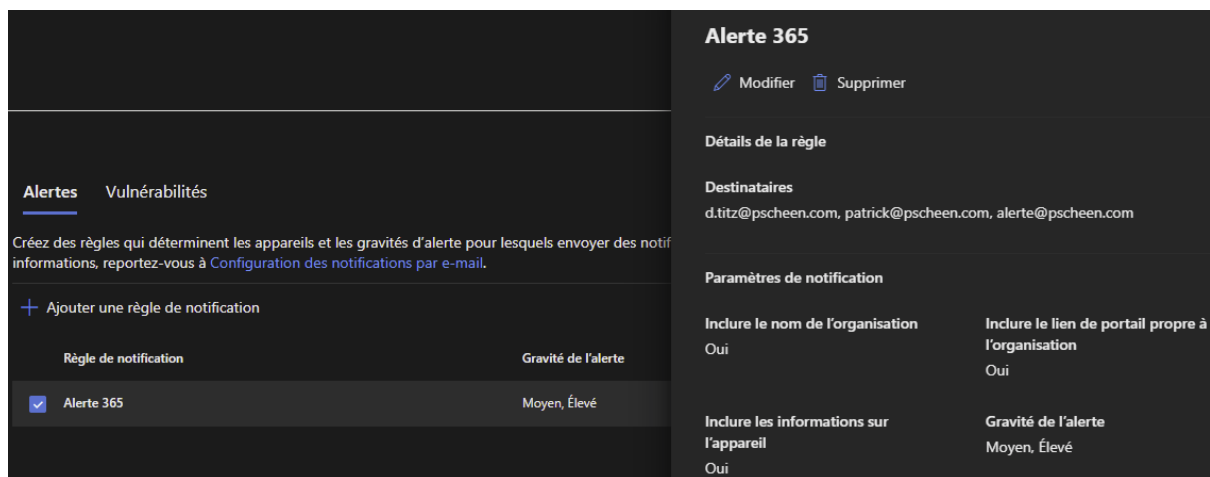 Alertes Vulnérabilités
Créez des règles qui déterminent les appareils et les gravités d'alerte pour lesquels envoyer des notif
informations, reportez-vous à Configuration des notifications par e-mail.
Ajouter une règle de notification
Règle de notification Gravité de l'alerte
Alerte 365 Moyen, Élevé
Alerte 365
Modifier Supprimer
Détails de la règle
Destinataires
d.titz@pscheen.com, patrick@pscheen.com, alerte@pscheen.com
Paramètres de notification
Inclure le nom de l'organisation
Oui
Inclure le lien de portail propre à
l'organisation
Oui
Inclure les informations sur
l'appareil
Oui
Gravité de l'alerte
Moyen, Élevé